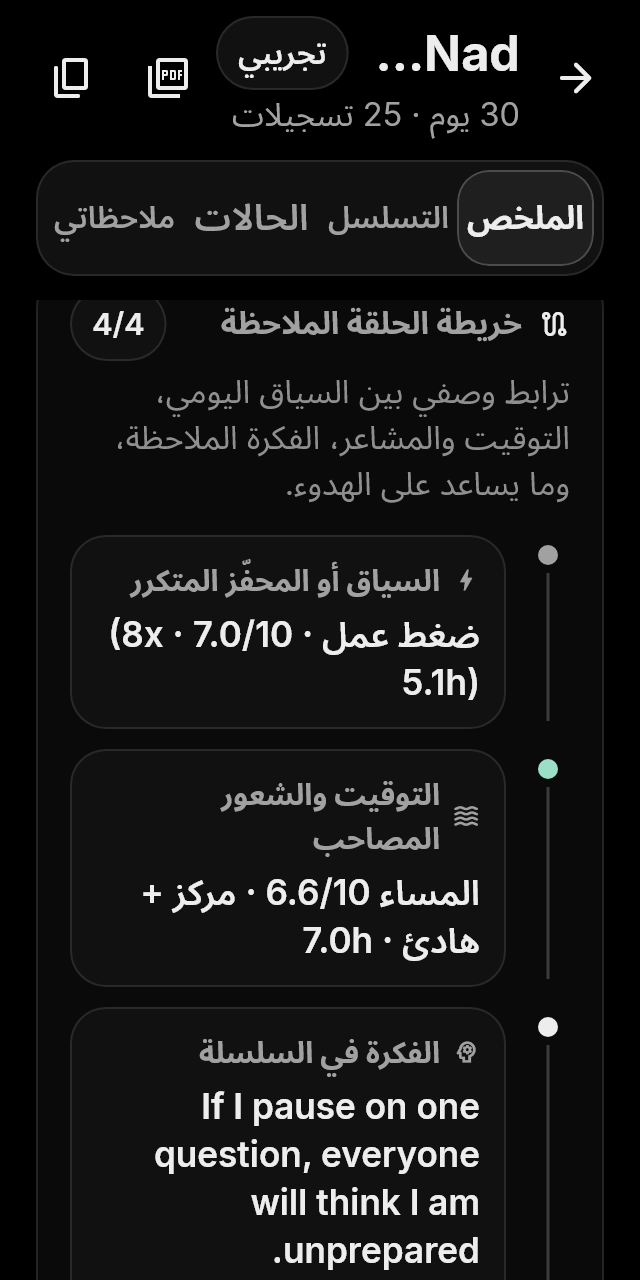 Nad...
تجريبي
PDF
30 يوم · 25 تسجيلات
الملخص
التسلسل
الحالات
ملاحظاتي
خريطة الحلقة الملاحظة
4/4
ترابط وصفي بين السياق اليومي،
التوقيت والمشاعر، الفكرة الملاحظة،
وما يساعد على الهدوء.
السياق أو المحفّز المتكرر
ضغط عمل · 7.0/10 · 8x)
(5.1h
التوقيت والشعور
المصاحب
المساء 6.6/10 · مركز +
هادئ · 7.0h
الفكرة في السلسلة
If I pause on one
question, everyone
will think I am
unprepared.